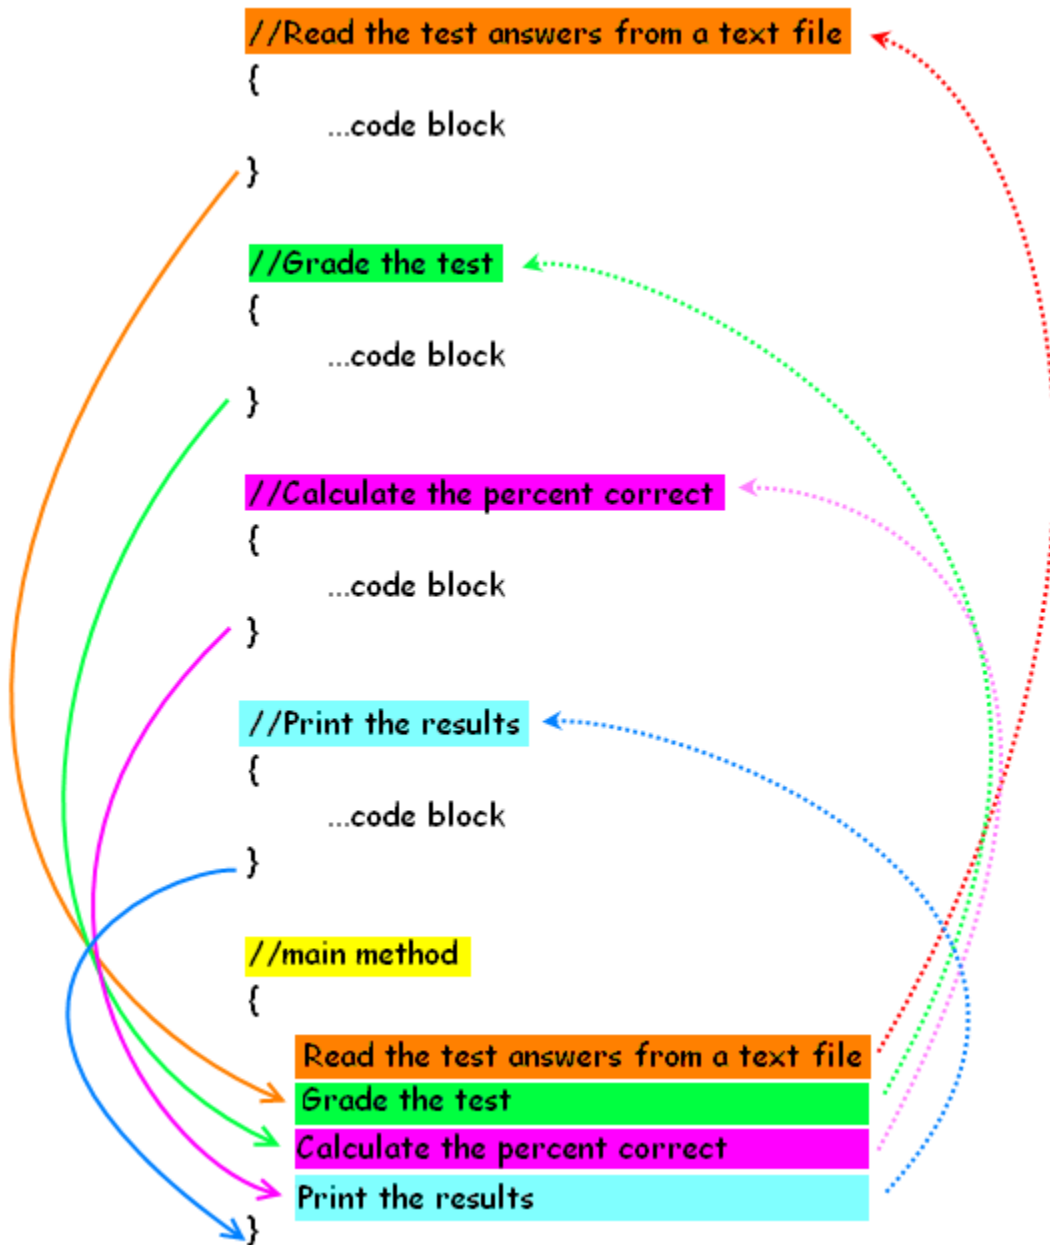 //Read the test answers from a text file
{
...code block
}
//Grade the test
{
...code block
}
//Calculate the percent correct
{
...code block
}
//Print the results
{
...code block
}
//main method
{
Read the test answers from a text file
Grade the test
Calculate the percent correct
Print the results
}